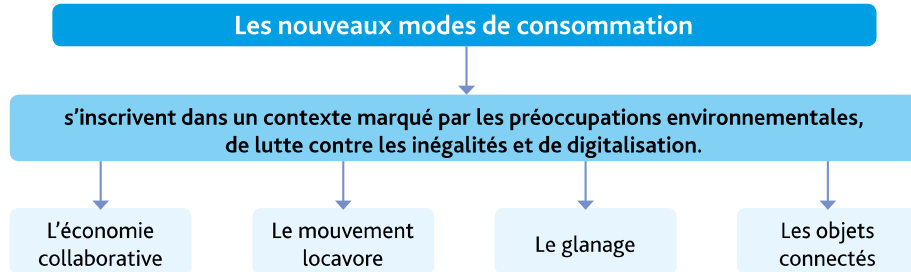 Les nouveaux modes de consommation
s'inscrivent dans un contexte marqué par les préoccupations environnementales,
de lutte contre les inégalités et de digitalisation.
L'économie
collaborative
Le mouvement
locavore
Le glanage
Les objets
connectés